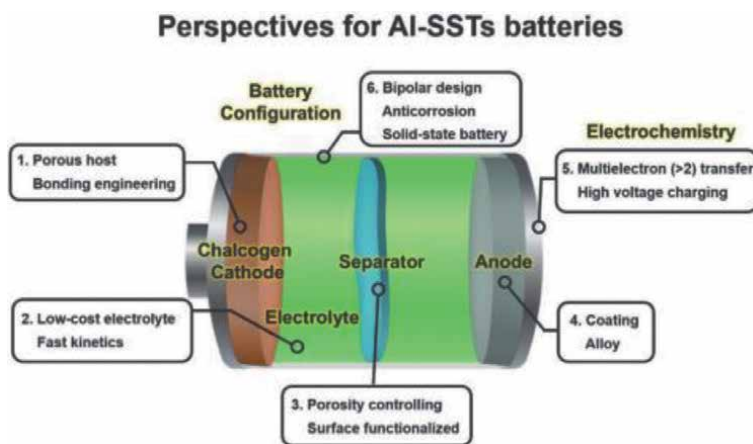 Perspectives for Al-SSTs batteries
Battery
Configuration
6. Bipolar design
Anticorrosion
Solid-state battery
Electrochemistry
1. Porous host
Bonding engineering
5. Multielectron (>2) transfer
High voltage charging
Chalcogen
Cathode
Separator
Anode
Electrolyte
2. Low-cost electrolyte
Fast kinetics
4. Coating
Alloy
3. Porosity controlling
Surface functionalized